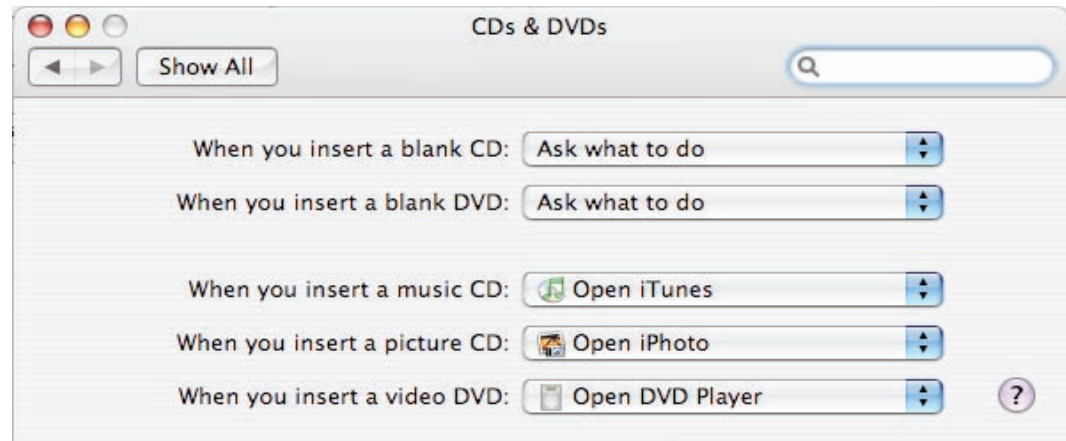 CDs & DVDs
Show All
When you insert a blank CD: Ask what to do
When you insert a blank DVD: Ask what to do
When you insert a music CD: Open iTunes
When you insert a picture CD: Open iPhoto
When you insert a video DVD: Open DVD Player ?